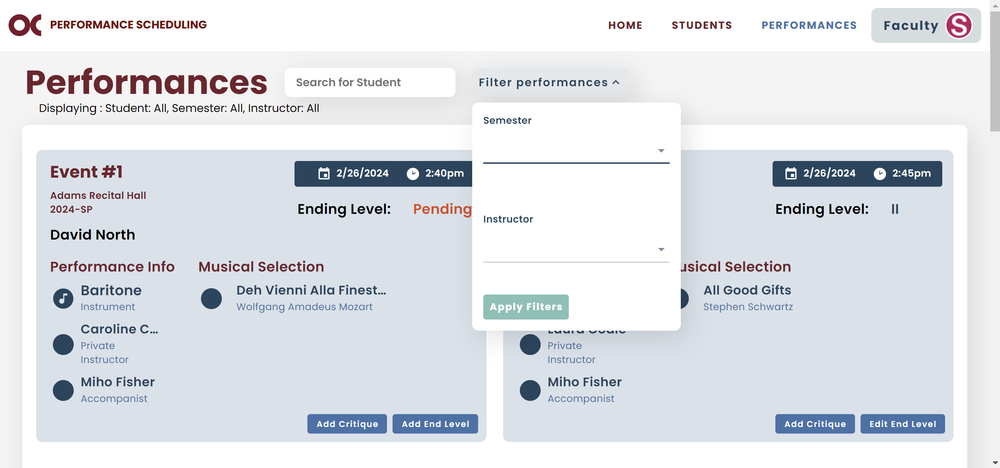 OC PERFORMANCE SCHEDULING
HOME STUDENTS PERFORMANCES Faculty S
Performances
Search for Student
Filter performances
Displaying : Student: All, Semester: All, Instructor: All
Semester
Instructor
Apply Filters
Event #1
2/26/2024 2:40pm
Adams Recital Hall
2024-SP
Ending Level: Pending
David North
Performance Info
Musical Selection
Baritone
Instrument
Deh Vienni Alla Finest...
Wolfgang Amadeus Mozart
Caroline C...
Private
Instructor
Miho Fisher
Accompanist
Add Critique Add End Level
2/26/2024 2:45pm
Ending Level: II
usical Selection
All Good Gifts
Stephen Schwartz
Private
Instructor
Miho Fisher
Accompanist
Add Critique Edit End Level